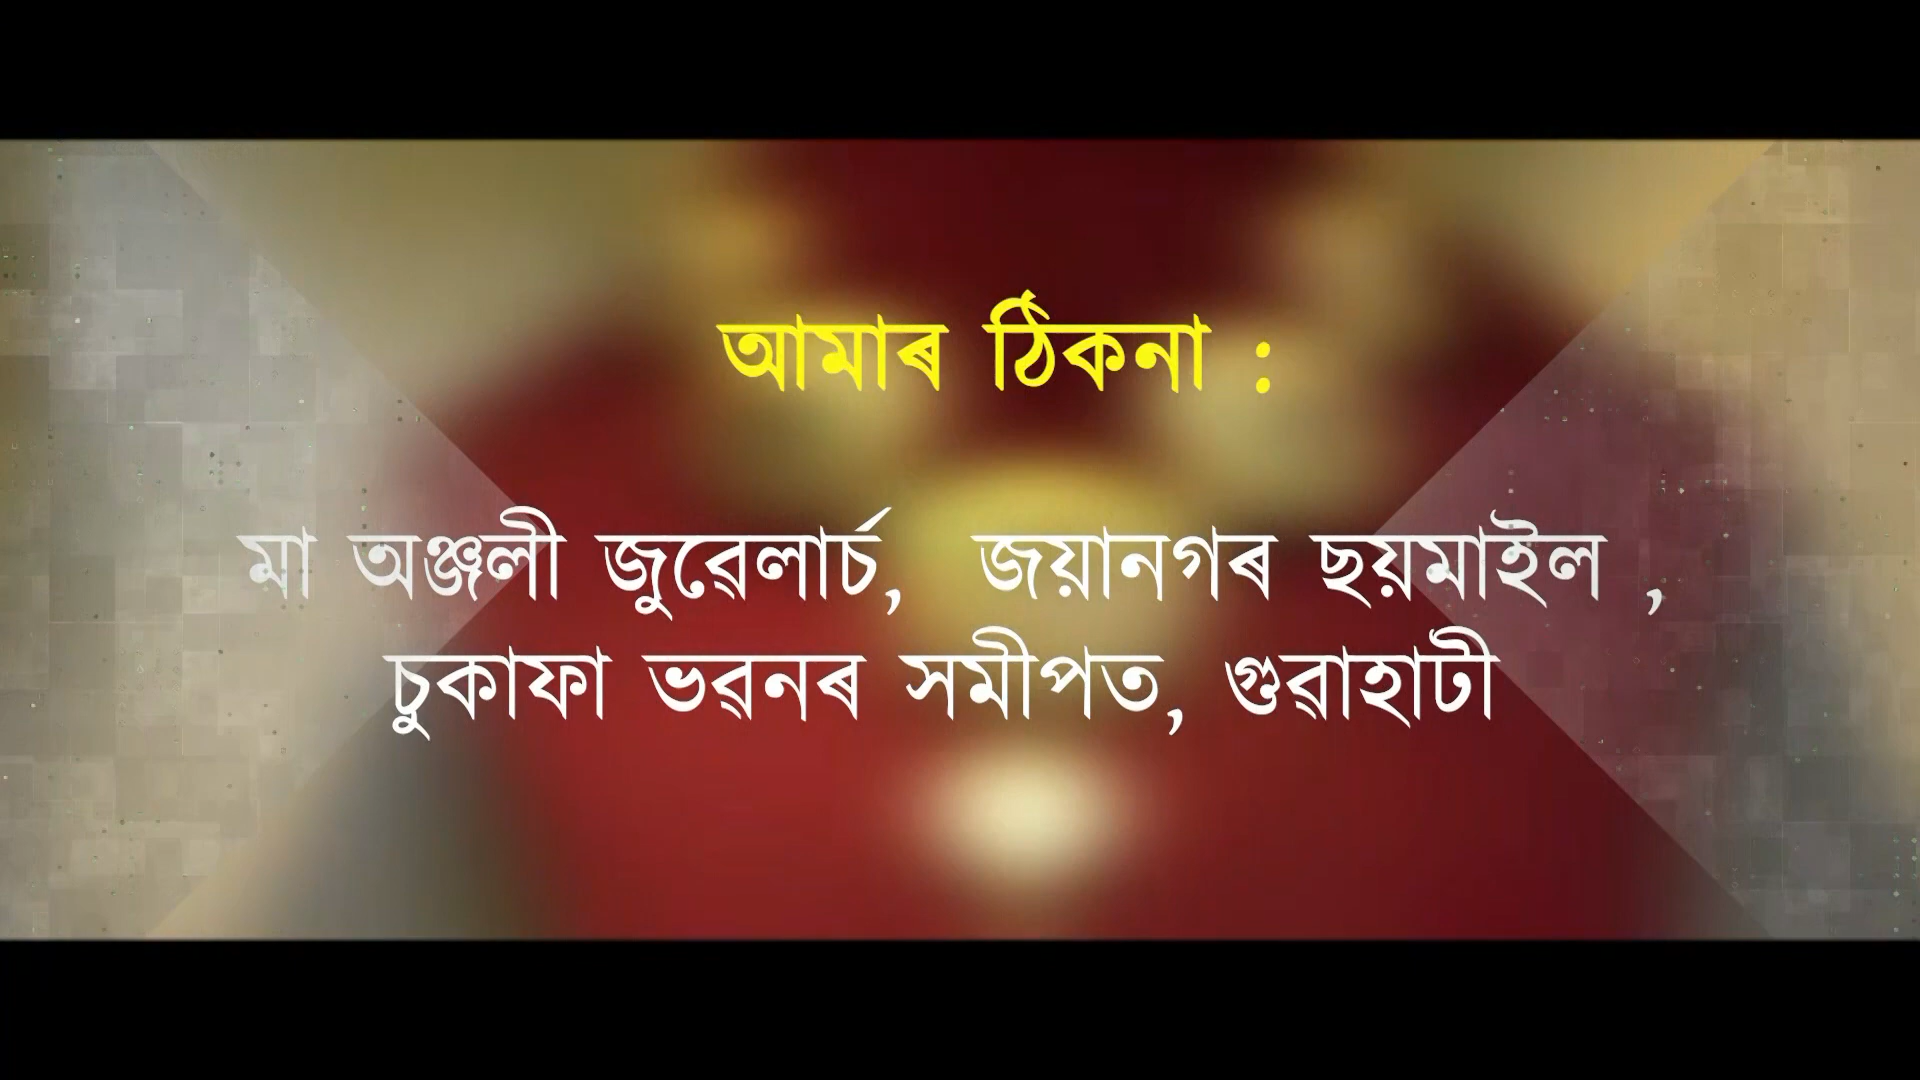 আমাৰ ঠিকনা :
মা অঞ্জলী জুৱেলাৰ্চ, জয়ানগৰ ছয়মাইল ,
চুকাফা ভৱনৰ সমীপত, গুৱাহাটী